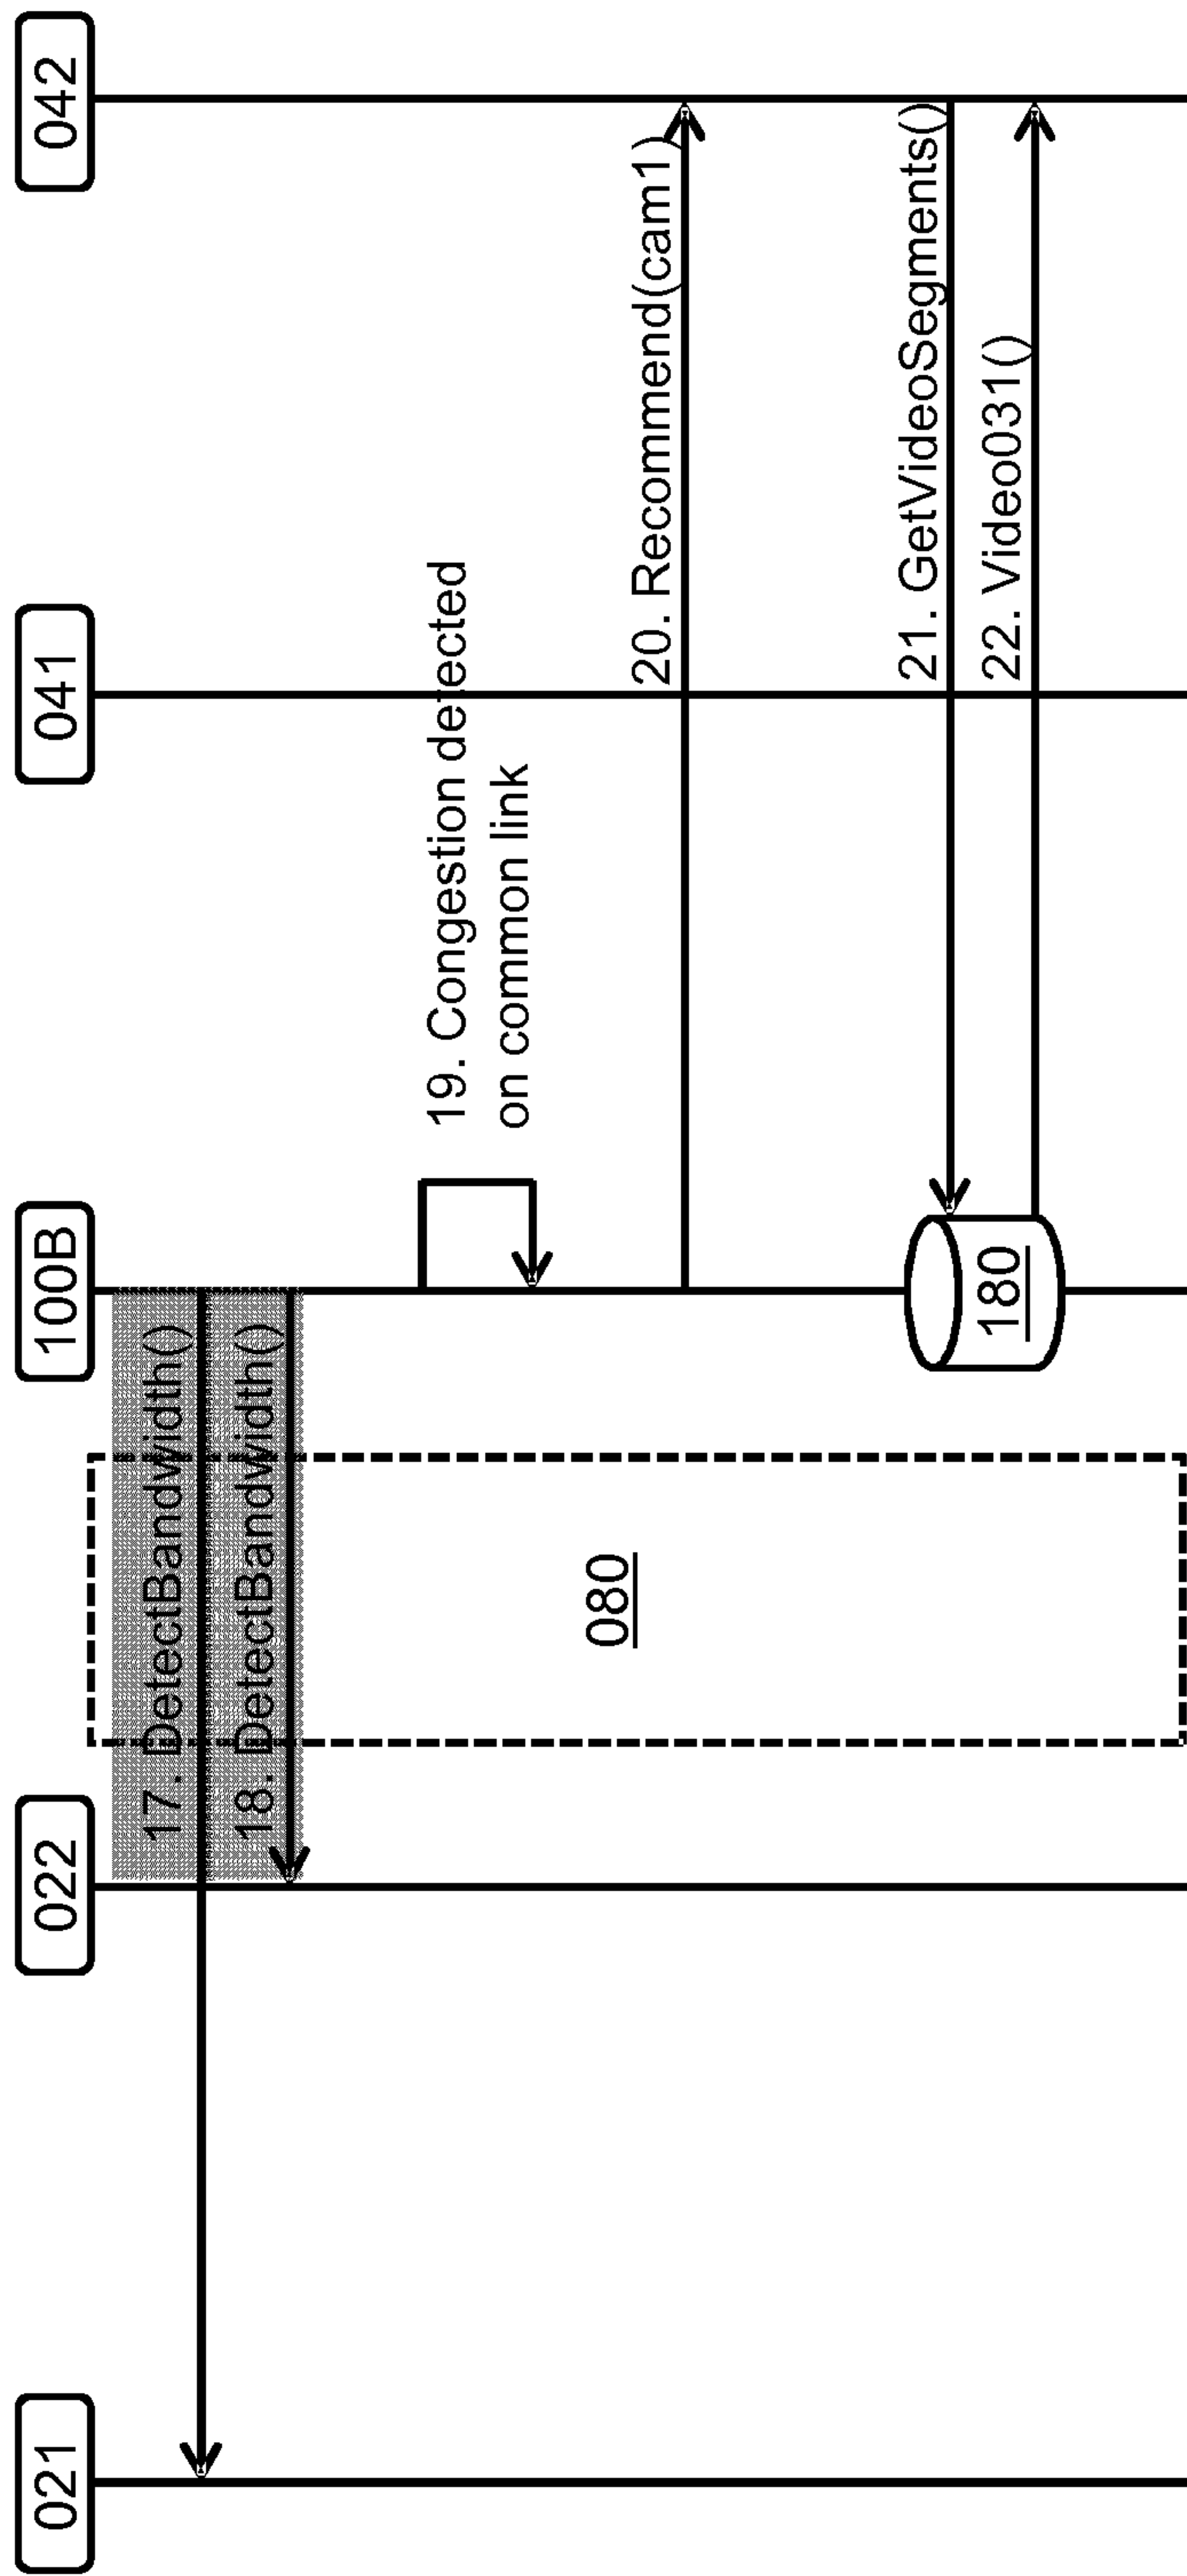 021
022
100B
041
042
17. DetectBandwidth()
18. DetectBandwidth()
19. Congestion detected
on common link
080
20. Recommend(cam1)
21. GetVideoSegments()
180
22. Video031()